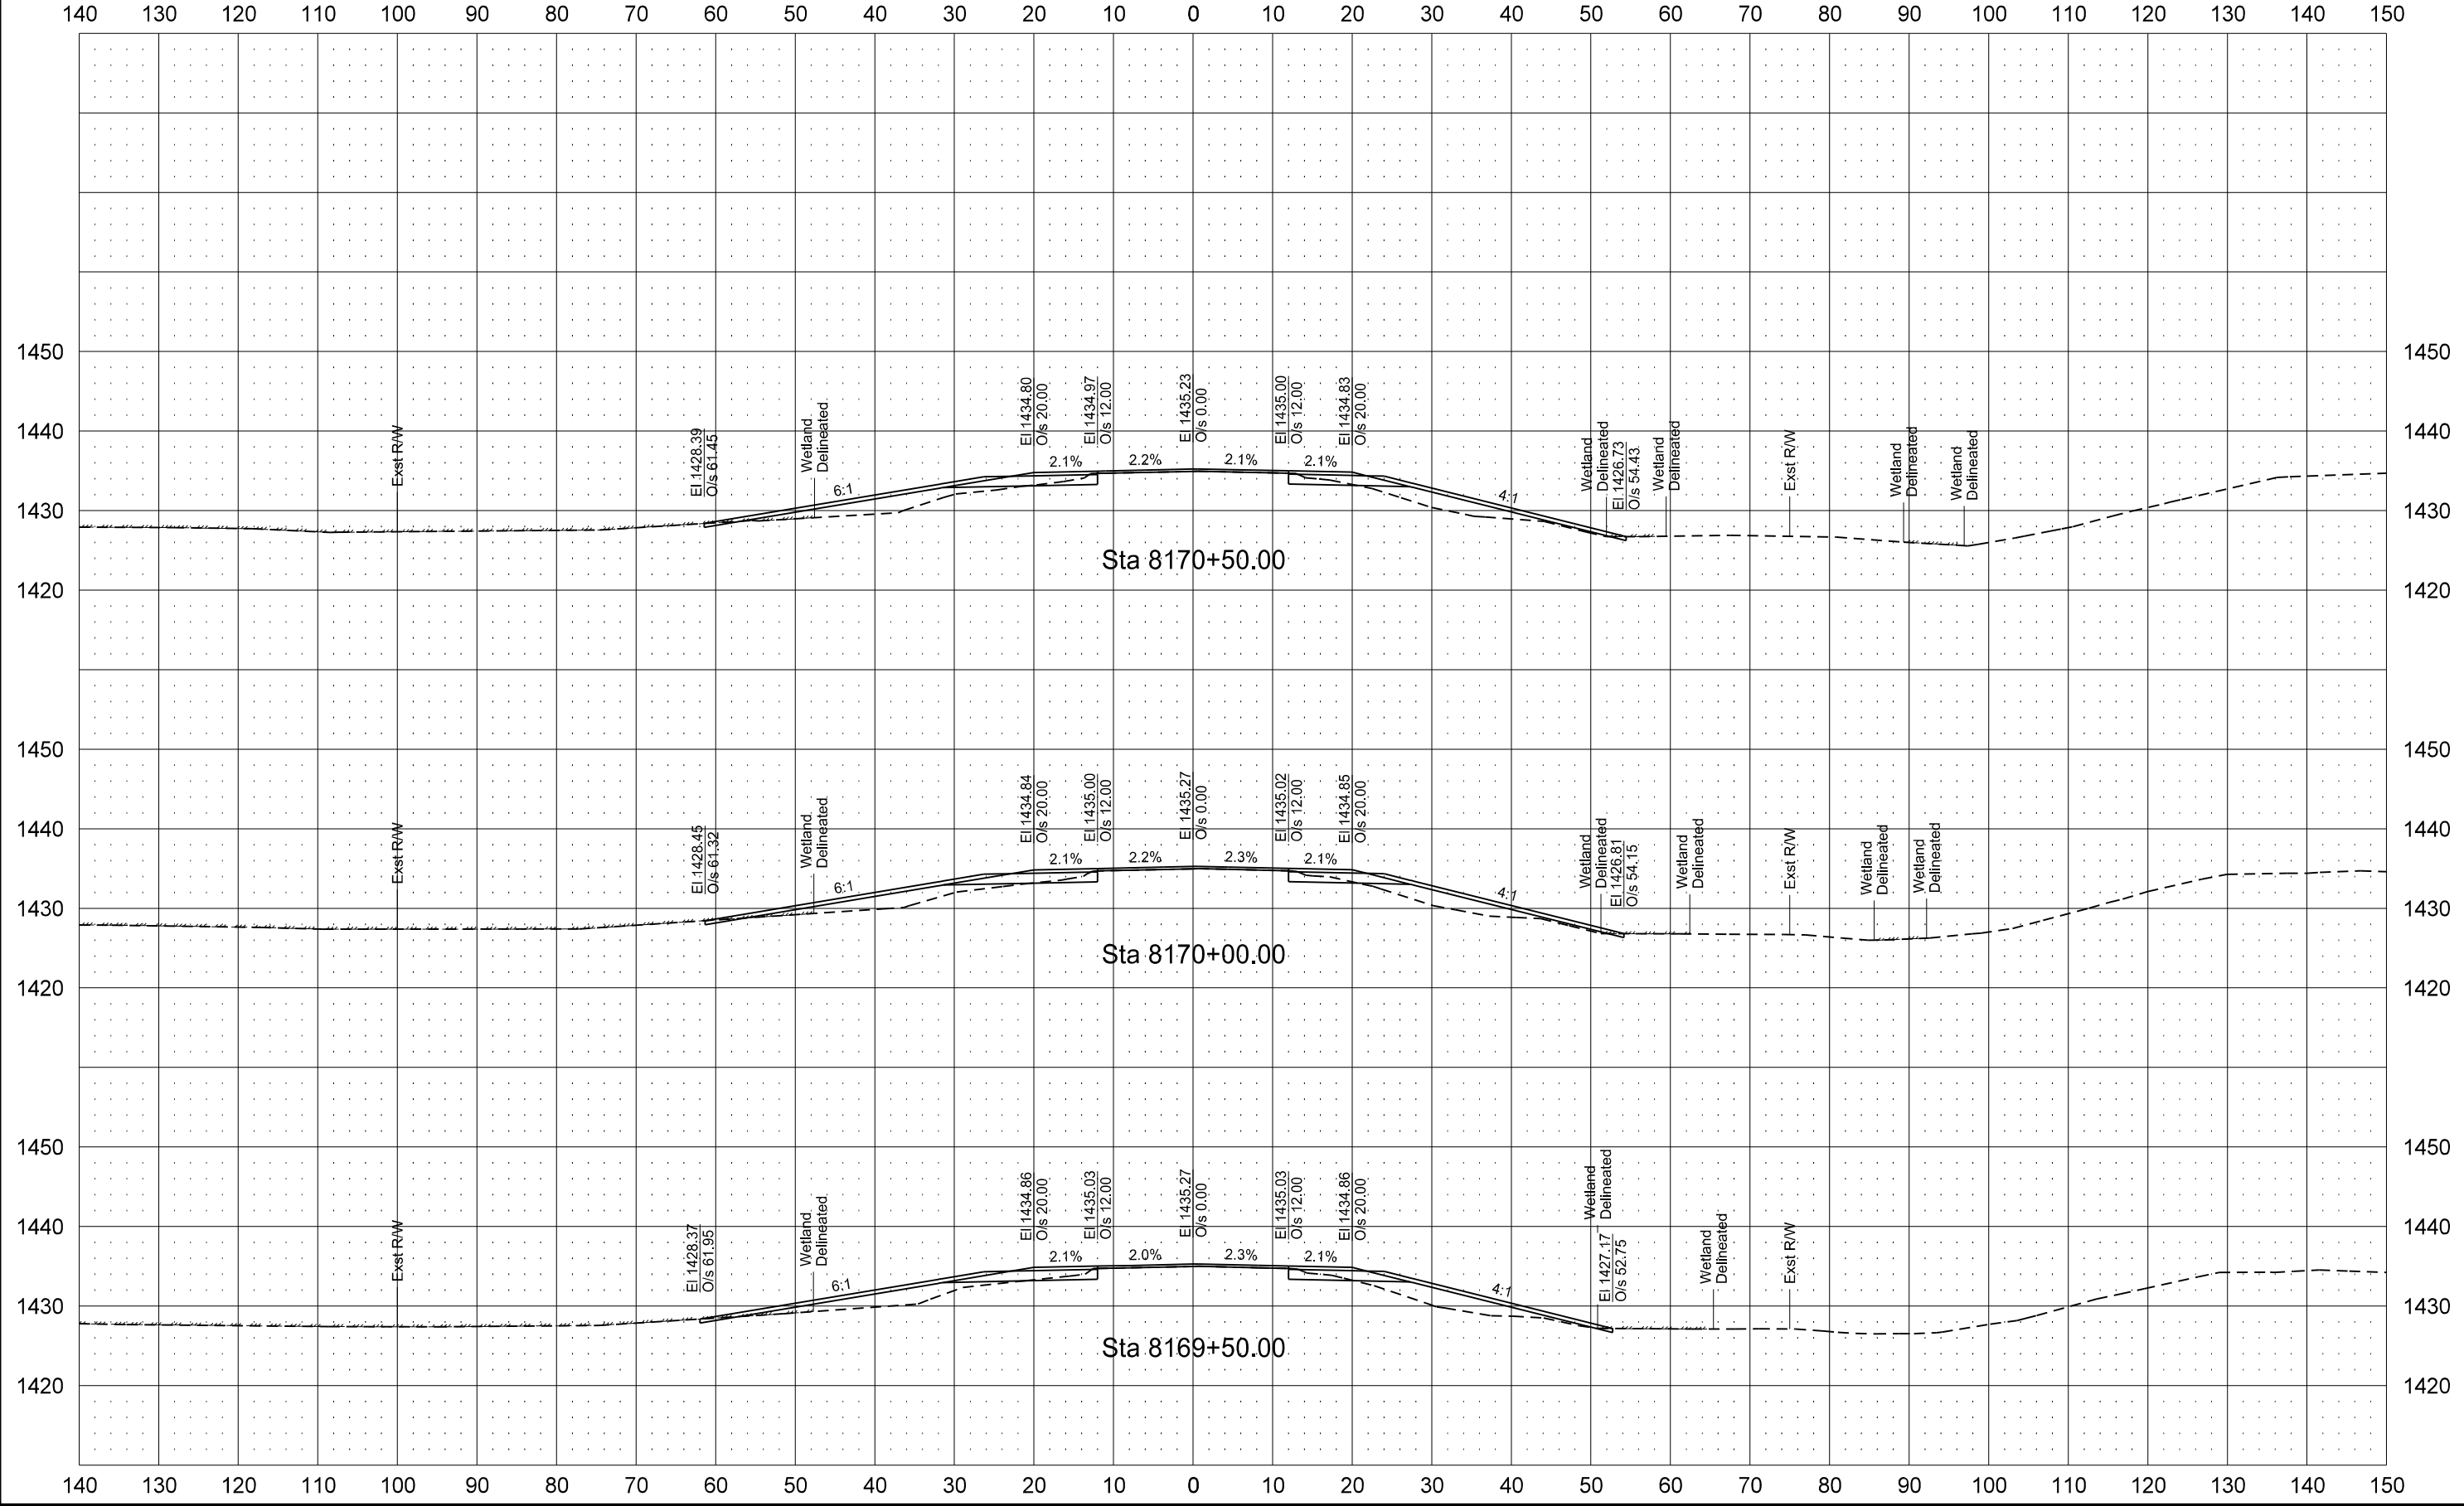 140 130 120 110 100 90 80 70 60 50 40 30 20 10 0 10 20 30 40 50 60 70 80 90 100 110 120 130 140 150
1450 1450
1440 1440
1430 1430
1420 1420
Exst R/W
El 1428.39
O/s 61.45
Wetland
Delineated
6:1
El 1434.80
O/s 20.00
2.1%
El 1434.97
O/s 12.00
2.2%
El 1435.23
O/s 0.00
2.1%
El 1435.00
O/s 12.00
2.1%
El 1434.83
O/s 20.00
4:1
Wetland
Delineated
El 1426.73
O/s 54.43
Wetland
Delineated
Exst R/W
Wetland
Delineated
Wetland
Delineated
Sta 8170+50.00
1450 1450
1440 1440
1430 1430
1420 1420
Exst R/W
El 1428.45
O/s 61.32
Wetland
Delineated
6:1
El 1434.84
O/s 20.00
2.1%
El 1435.00
O/s 12.00
2.2%
El 1435.27
O/s 0.00
2.3%
El 1435.02
O/s 12.00
2.1%
El 1434.85
O/s 20.00
4:1
Wetland
Delineated
El 1426.81
O/s 54.15
Wetland
Delineated
Exst R/W
Wetland
Delineated
Wetland
Delineated
Sta 8170+00.00
1450 1450
1440 1440
1430 1430
1420 1420
Exst R/W
El 1428.37
O/s 61.95
Wetland
Delineated
6:1
El 1434.86
O/s 20.00
2.1%
El 1435.03
O/s 12.00
2.0%
El 1435.27
O/s 0.00
2.3%
El 1435.03
O/s 12.00
2.1%
El 1434.86
O/s 20.00
4:1
Wetland
Delineated
El 1427.17
O/s 52.75
Wetland
Delineated
Exst R/W
Sta 8169+50.00
140 130 120 110 100 90 80 70 60 50 40 30 20 10 0 10 20 30 40 50 60 70 80 90 100 110 120 130 140 150